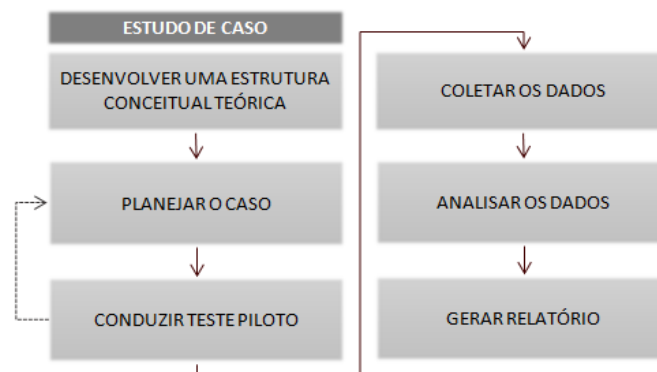 ESTUDO DE CASO
DESENVOLVER UMA ESTRUTURA
CONCEITUAL TEÓRICA
PLANEJAR O CASO
CONDUZIR TESTE PILOTO
COLETAR OS DADOS
ANALISAR OS DADOS
GERAR RELATÓRIO